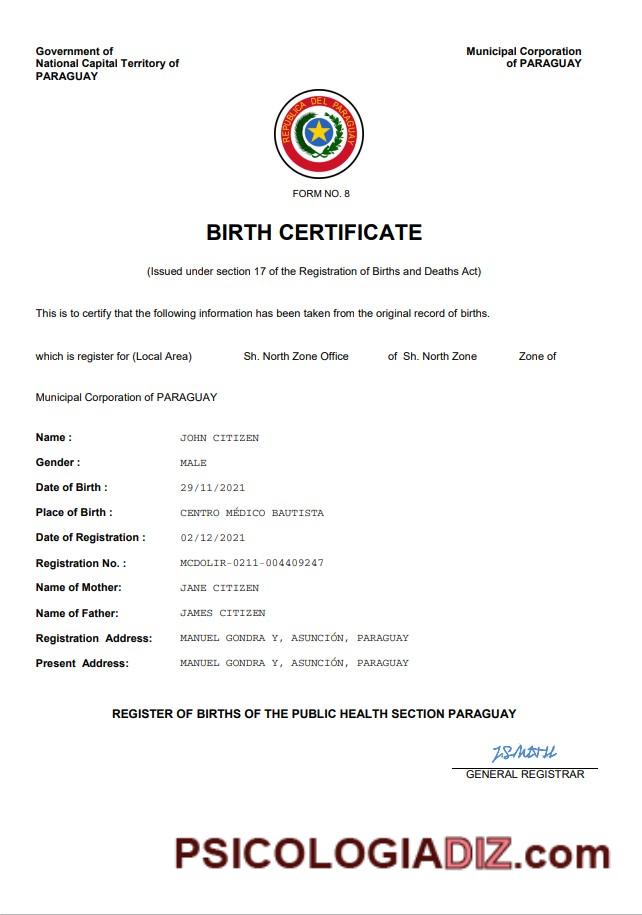 Government of
National Capital Territory of
PARAGUAY
Municipal Corporation
of PARAGUAY
REPUBLICA DEL PARAGUAY
FORM NO. 8
BIRTH CERTIFICATE
(Issued under section 17 of the Registration of Births and Deaths Act)
This is to certify that the following information has been taken from the original record of births.
which is register for (Local Area) Sh. North Zone Office of Sh. North Zone Zone of
Municipal Corporation of PARAGUAY
Name : JOHN CITIZEN
Gender : MALE
Date of Birth : 29/11/2021
Place of Birth : CENTRO MÉDICO BAUTISTA
Date of Registration : 02/12/2021
Registration No. : MCDOLIR-0211-004409247
Name of Mother: JANE CITIZEN
Name of Father: JAMES CITIZEN
Registration Address: MANUEL GONDRA Y, ASUNCIÓN, PARAGUAY
Present Address: MANUEL GONDRA Y, ASUNCIÓN, PARAGUAY
REGISTER OF BIRTHS OF THE PUBLIC HEALTH SECTION PARAGUAY
GENERAL REGISTRAR
PSICOLOGIADIZ.com